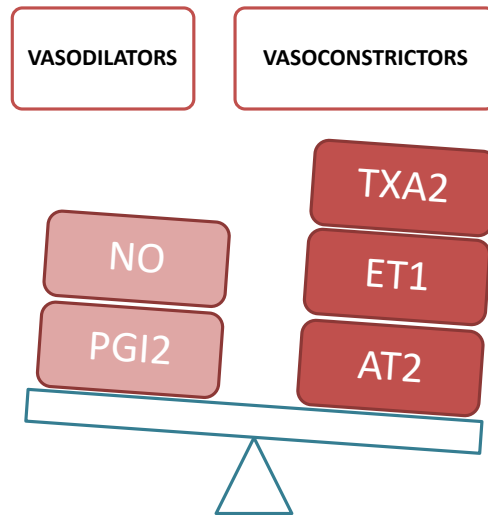 VASODILATORS
VASOCONSTRICTORS
TXA2
NO
ET1
PGI2
AT2